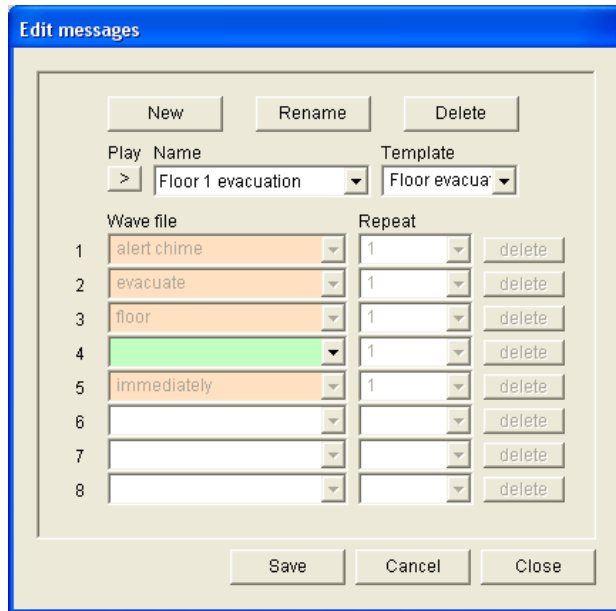 Edit messages
New Rename Delete
Play Name Template
> Floor 1 evacuation Floor evacua
Wave file Repeat
1 alert chime 1 delete
2 evacuate 1 delete
3 floor 1 delete
4 1 delete
5 immediately 1 delete
6 delete
7 delete
8 delete
Save Cancel Close